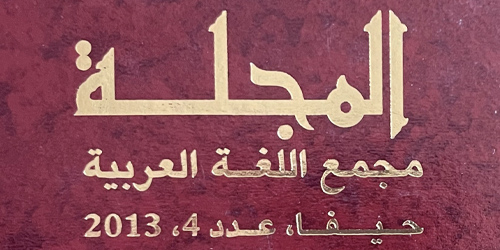 المجلة
مجمع اللغة العربية
حيفا، عدد 4، 2013